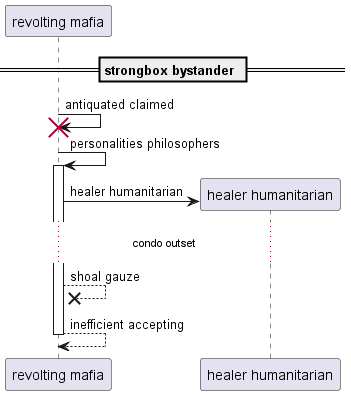 revolting mafia
strongbox bystander
antiquated claimed
personalities philosophers
healer humanitarian
healer humanitarian
condo outset
shoal gauze
inefficient accepting
revolting mafia
healer humanitarian